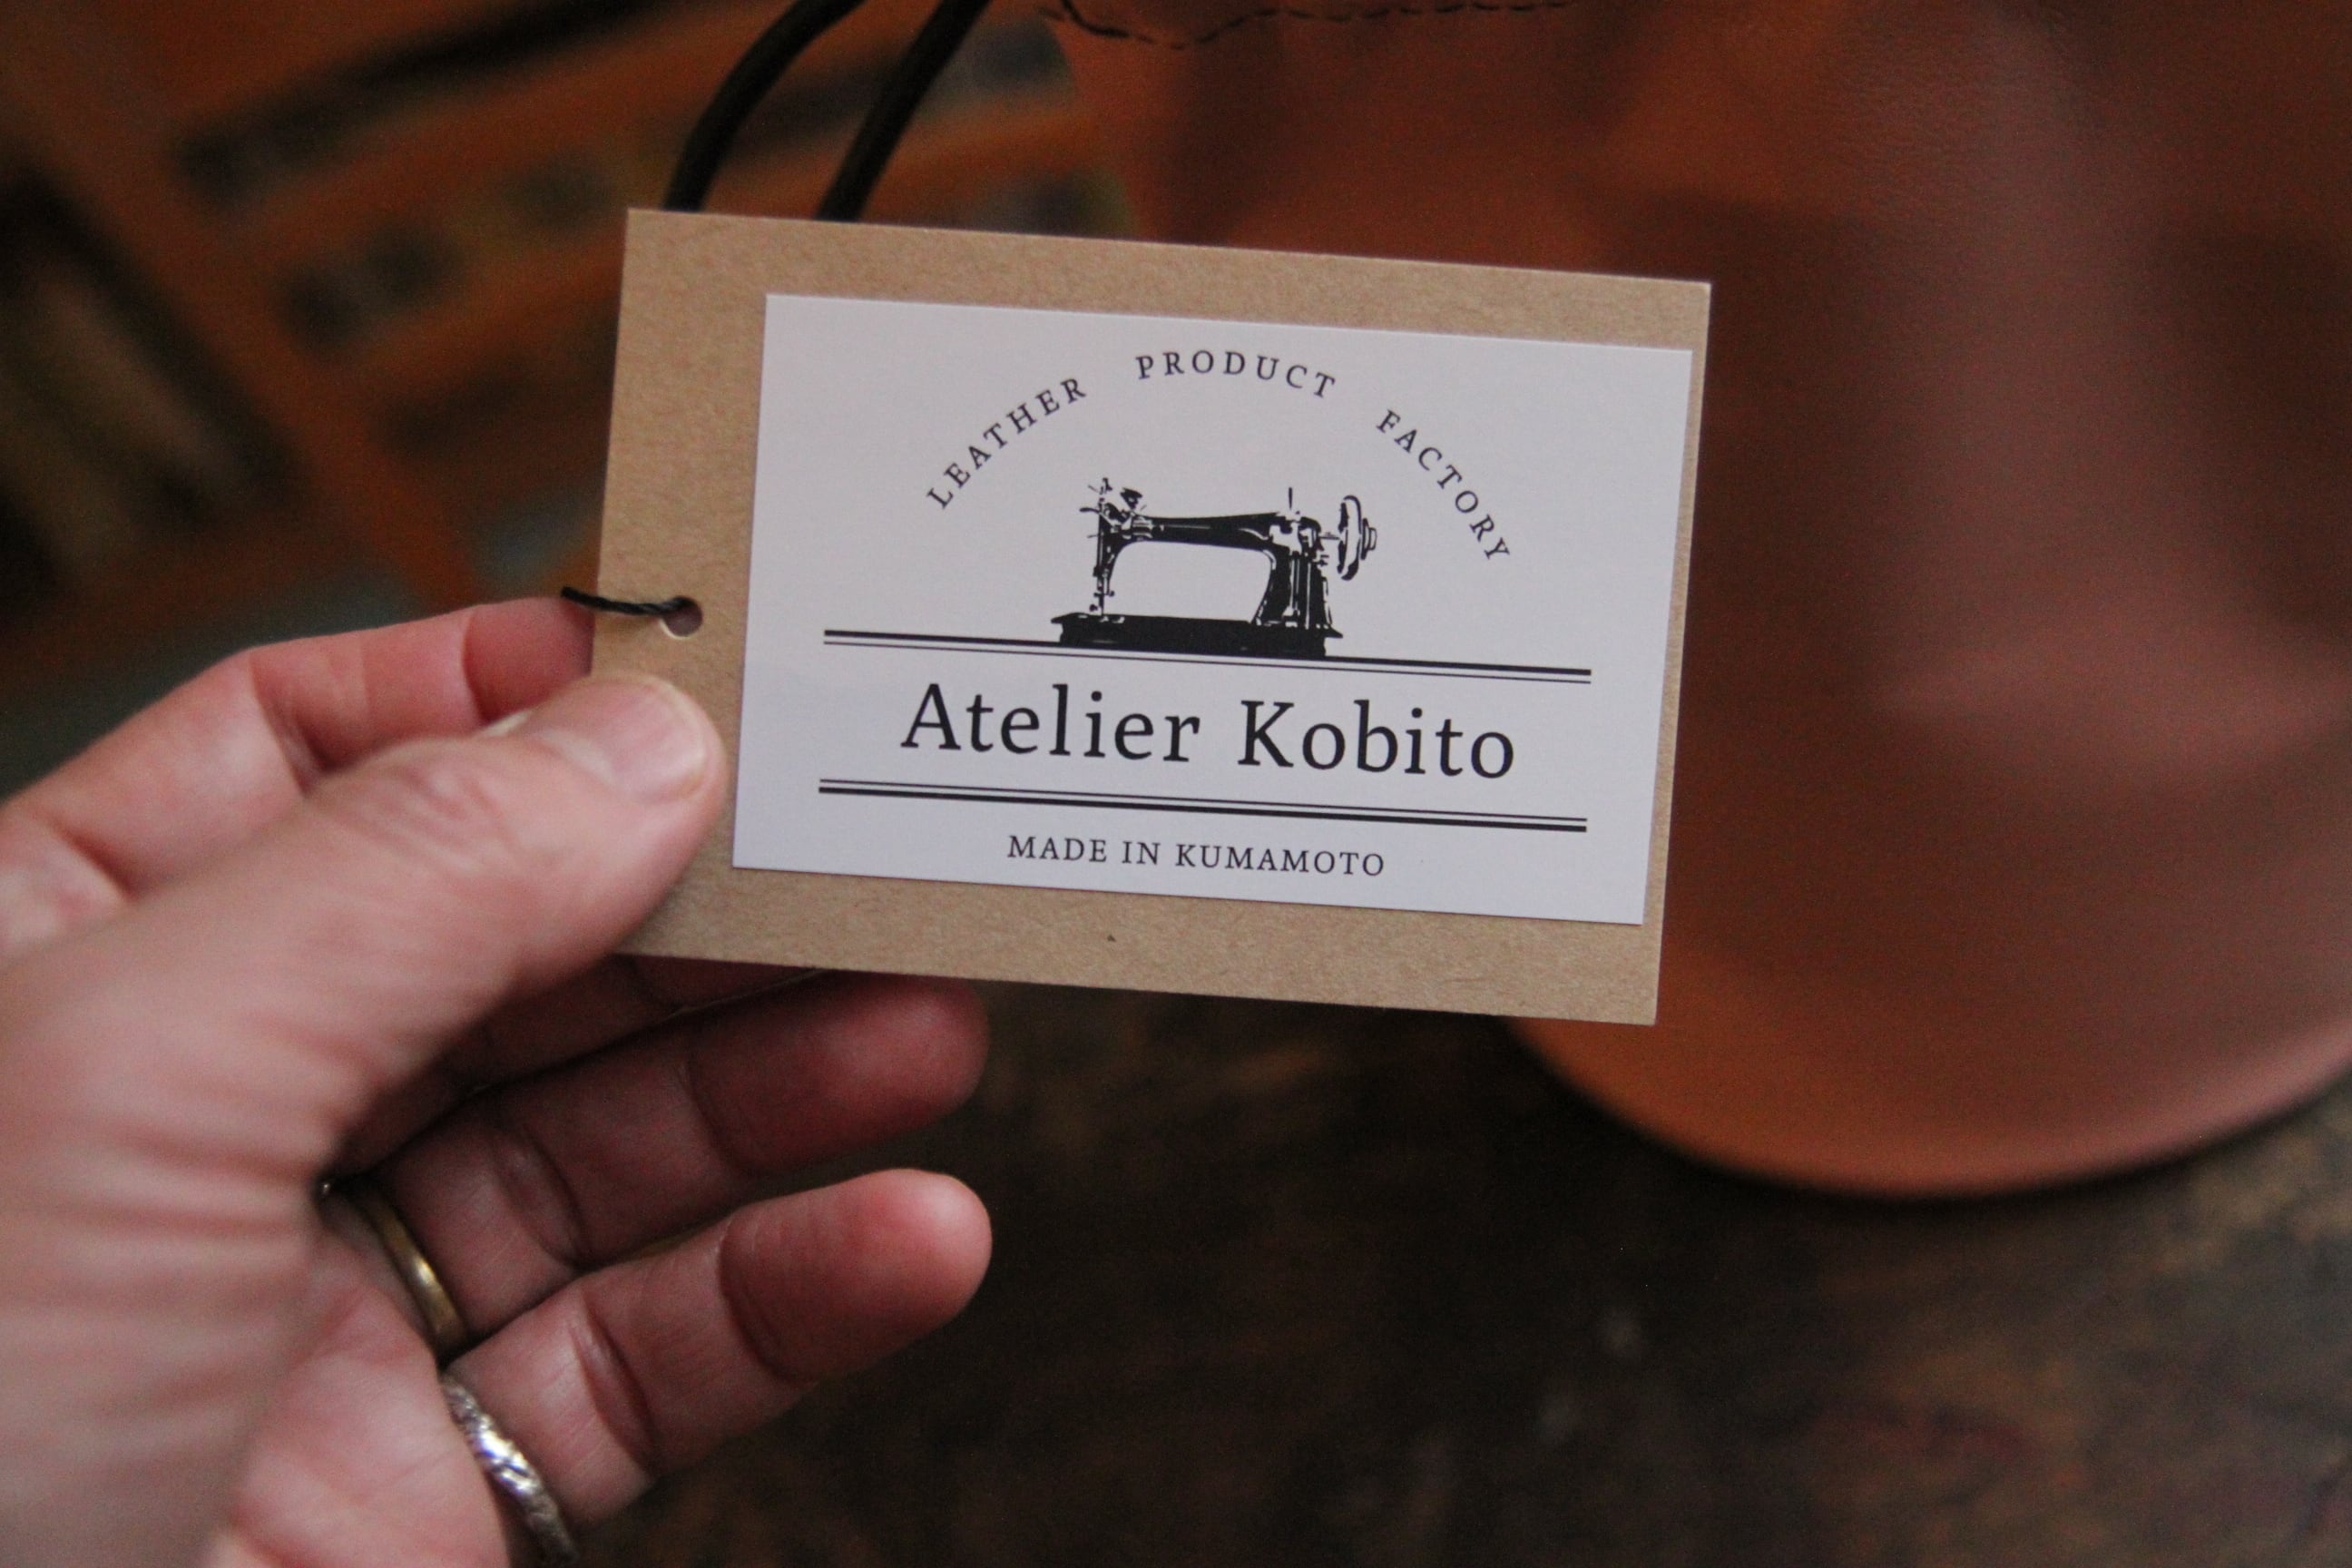 LEATHER PRODUCT FACTORY
Atelier Kobito
MADE IN KUMAMOTO